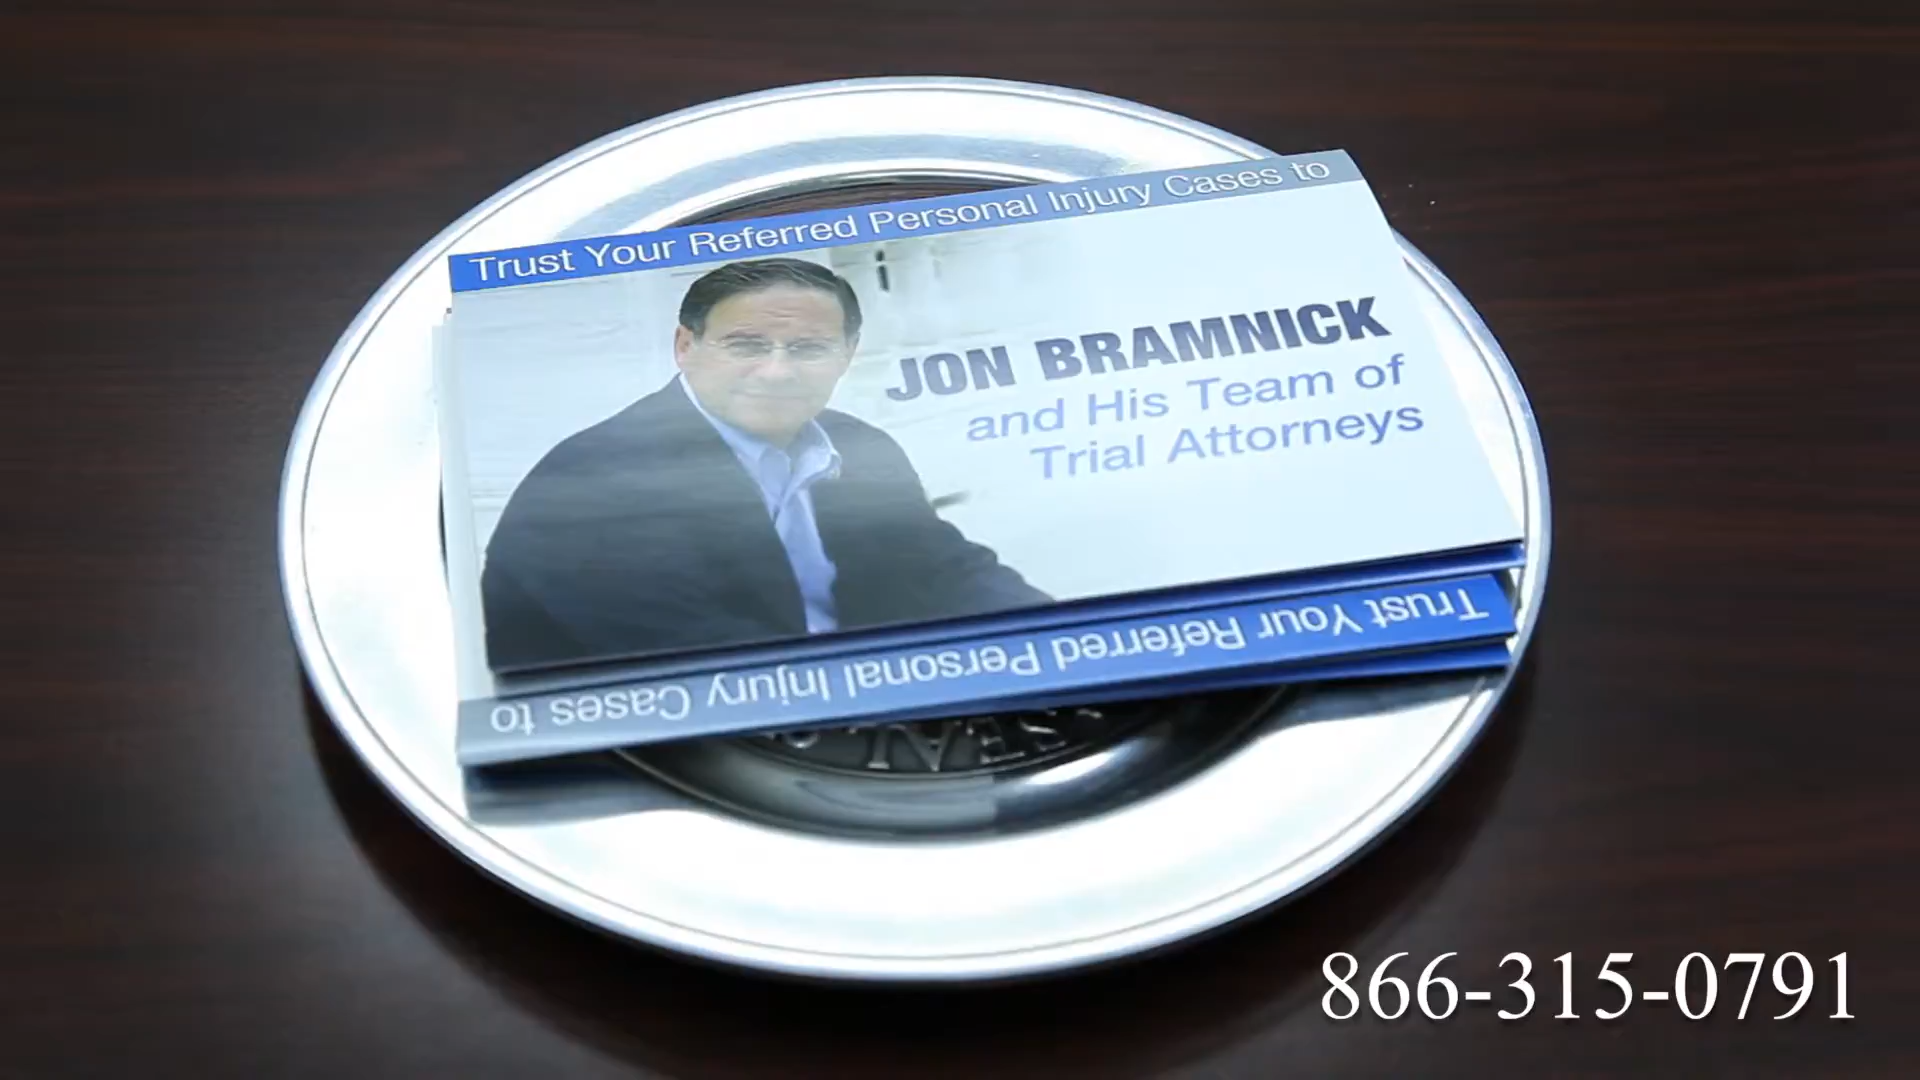 Trust Your Referred Personal Injury Cases to
JON BRAMNICK
and His Team of
Trial Attorneys
Trust Your Referred Personal Injury Cases to
866-315-0791